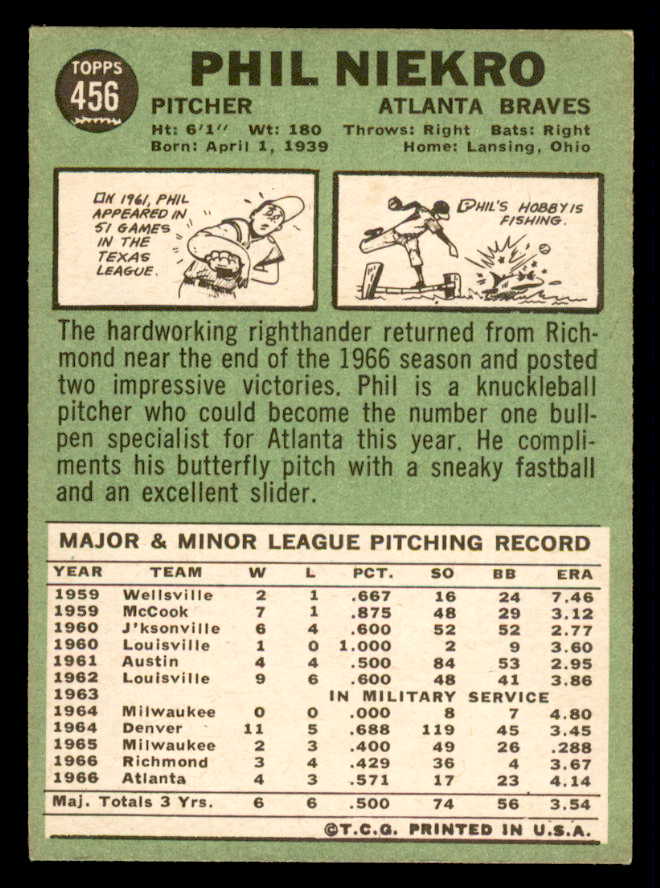 TOPPS
456
PHIL NIEKRO
PITCHER ATLANTA BRAVES
Ht: 6'1" Wt: 180 Throws: Right Bats: Right
Born: April 1, 1939 Home: Lansing, Ohio
IN 1961, PHIL
APPEARED IN
51 GAMES
IN THE
TEXAS
LEAGUE.
PHIL'S HOBBY IS
FISHING.
The hardworking righthander returned from Rich-
mond near the end of the 1966 season and posted
two impressive victories. Phil is a knuckleball
pitcher who could become the number one bull-
pen specialist for Atlanta this year. He compli-
ments his butterfly pitch with a sneaky fastball
and an excellent slider.
MAJOR & MINOR LEAGUE PITCHING RECORD
YEAR TEAM W L PCT. SO BB ERA
1959 Wellsville 2 1 .667 16 24 7.46
1959 McCook 7 1 .875 48 29 3.12
1960 J'ksonville 6 4 .600 52 52 2.77
1960 Louisville 1 0 1.000 2 9 3.60
1961 Austin 4 4 .500 84 53 2.95
1962 Louisville 9 6 .600 48 41 3.86
1963 IN MILITARY SERVICE
1964 Milwaukee 0 0 .000 8 7 4.80
1964 Denver 11 5 .688 119 45 3.45
1965 Milwaukee 2 3 .400 49 26 .288
1966 Richmond 3 4 .429 36 4 3.67
1966 Atlanta 4 3 .571 17 23 4.14
Maj. Totals 3 Yrs. 6 6 .500 74 56 3.54
©T.C.G. PRINTED IN U.S.A.